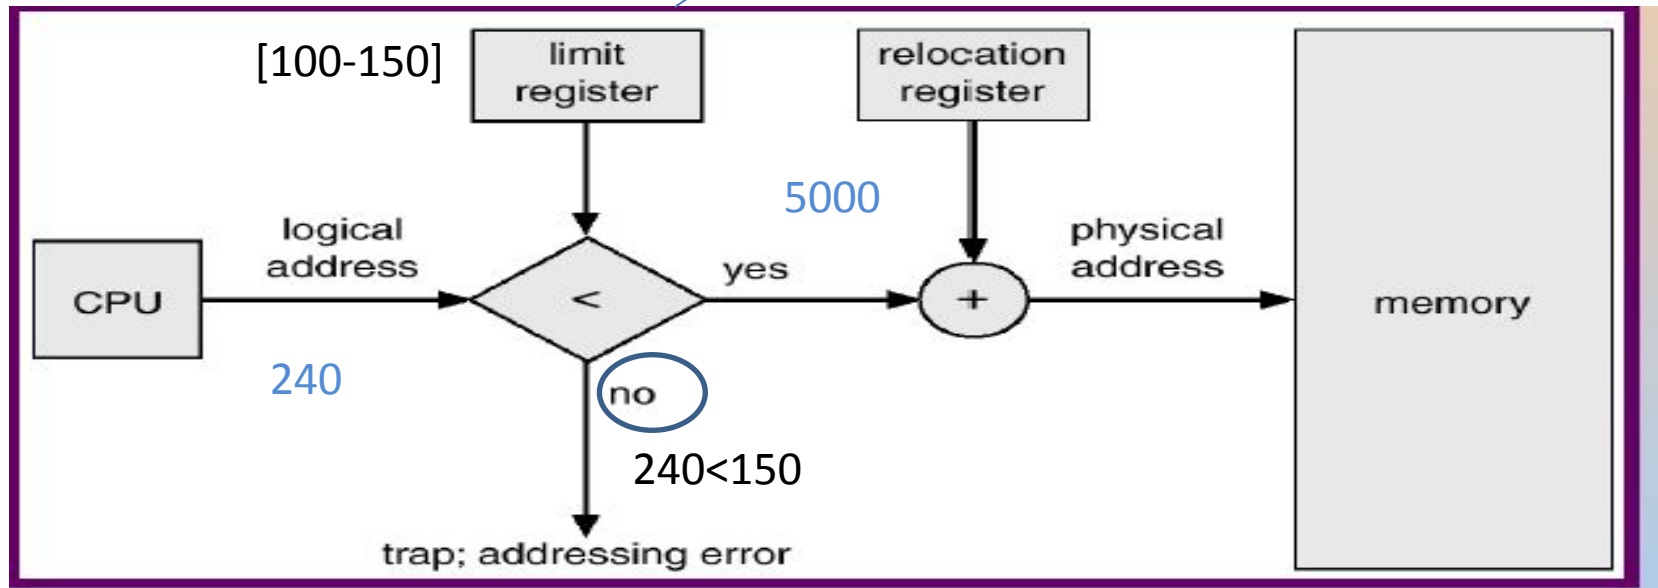 [100-150]
limit
register
relocation
register
5000
logical
address
yes
physical
address
CPU
<
+
memory
240
no
240<150
trap; addressing error